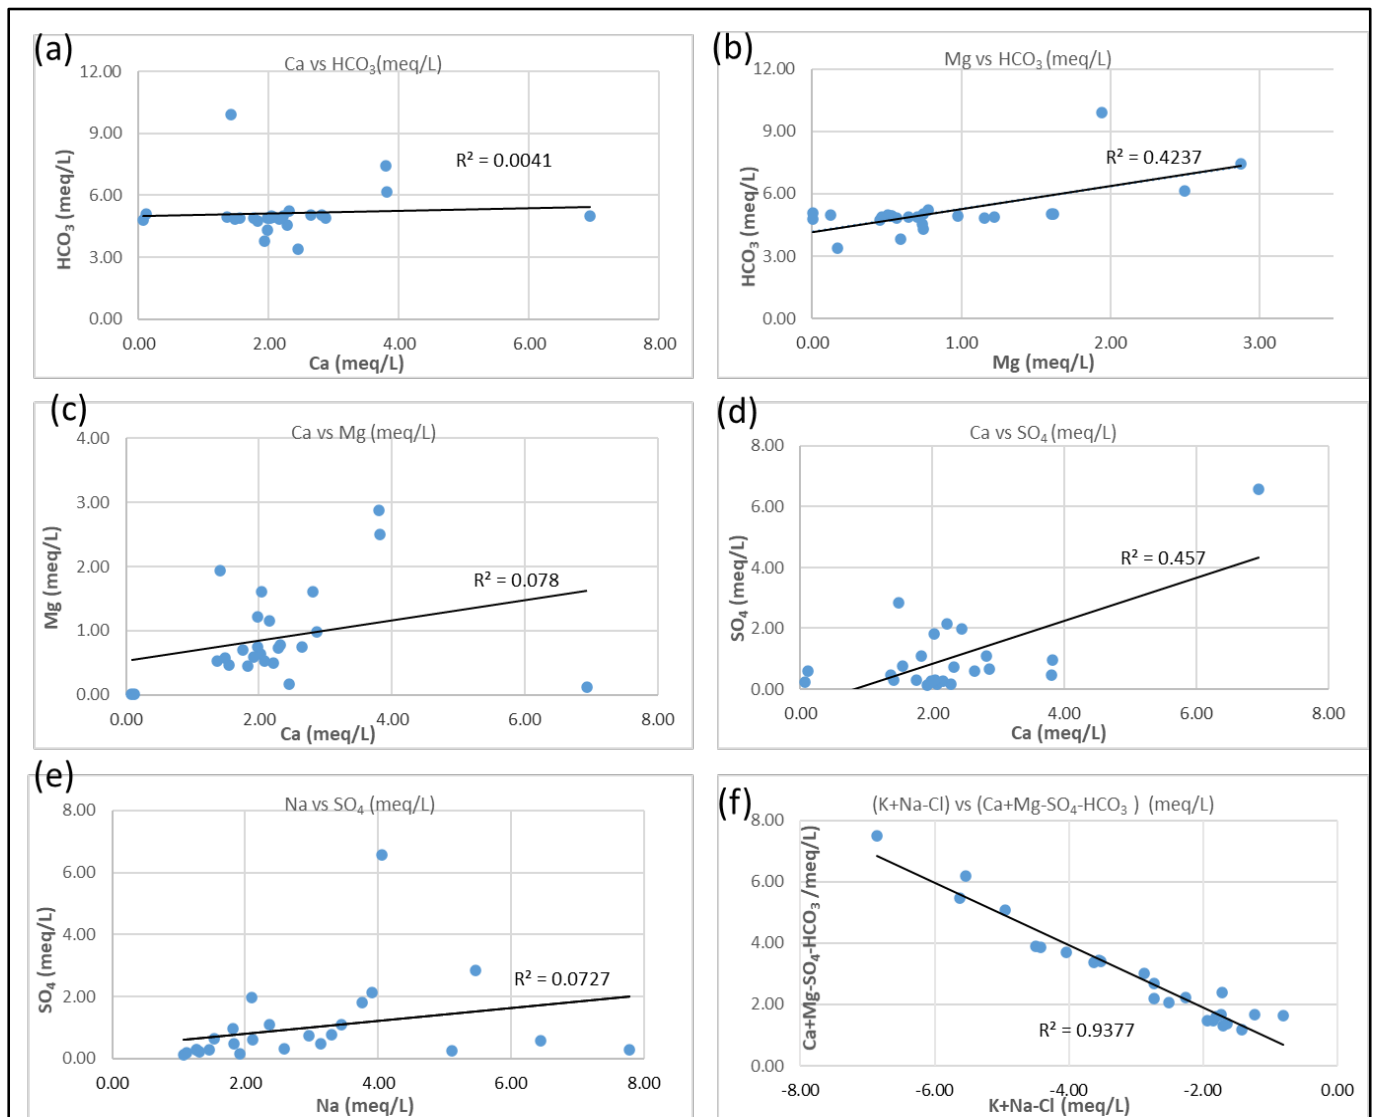 (a)
Ca vs HCO₃(meq/L)
12.00
9.00
6.00
3.00
0.00
HCO₃ (meq/L)
R² = 0.0041
0.00 2.00 4.00 6.00 8.00
Ca (meq/L)
(b)
Mg vs HCO₃ (meq/L)
12.00
9.00
6.00
3.00
0.00
HCO₃ (meq/L)
R² = 0.4237
0.00 1.00 2.00 3.00
Mg (meq/L)
(c)
Ca vs Mg (meq/L)
4.00
3.00
2.00
1.00
0.00
Mg (meq/L)
R² = 0.078
0.00 2.00 4.00 6.00 8.00
Ca (meq/L)
(d)
Ca vs SO₄ (meq/L)
8.00
6.00
4.00
2.00
0.00
SO₄ (meq/L)
R² = 0.457
0.00 2.00 4.00 6.00 8.00
Ca (meq/L)
(e)
Na vs SO₄ (meq/L)
8.00
6.00
4.00
2.00
0.00
SO₄ (meq/L)
R² = 0.0727
0.00 2.00 4.00 6.00 8.00
Na (meq/L)
(f)
(K+Na-Cl) vs (Ca+Mg-SO₄-HCO₃ ) (meq/L)
8.00
6.00
4.00
2.00
0.00
Ca+Mg-SO₄-HCO₃ /meq/L)
R² = 0.9377
-8.00 -6.00 -4.00 -2.00 0.00
K+Na-Cl (meq/L)